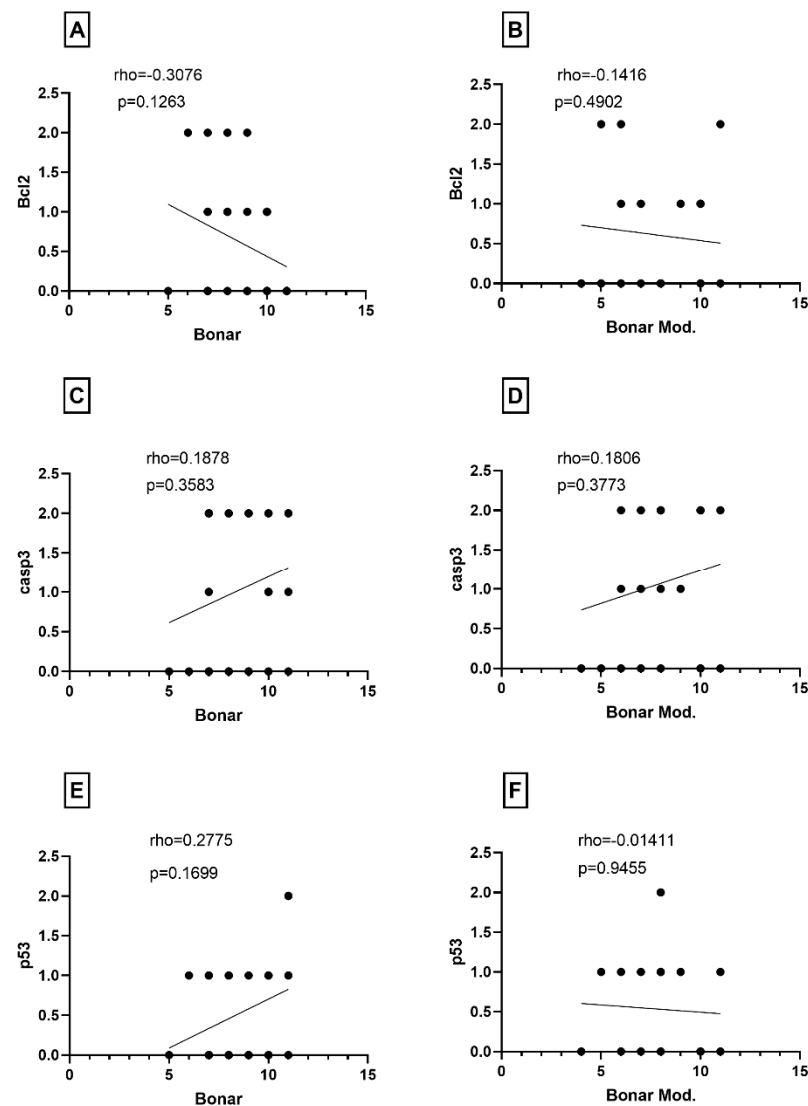 A
rho=-0.3076
p=0.1263
2.5
2.0
1.5
1.0
0.5
0.0
Bcl2
0 5 10 15
Bonar
B
rho=-0.1416
p=0.4902
2.5
2.0
1.5
1.0
0.5
0.0
Bcl2
0 5 10 15
Bonar Mod.
C
rho=0.1878
p=0.3583
2.5
2.0
1.5
1.0
0.5
0.0
casp3
0 5 10 15
Bonar
D
rho=0.1806
p=0.3773
2.5
2.0
1.5
1.0
0.5
0.0
casp3
0 5 10 15
Bonar Mod.
E
rho=0.2775
p=0.1699
2.5
2.0
1.5
1.0
0.5
0.0
p53
0 5 10 15
Bonar
F
rho=-0.01411
p=0.9455
2.5
2.0
1.5
1.0
0.5
0.0
p53
0 5 10 15
Bonar Mod.